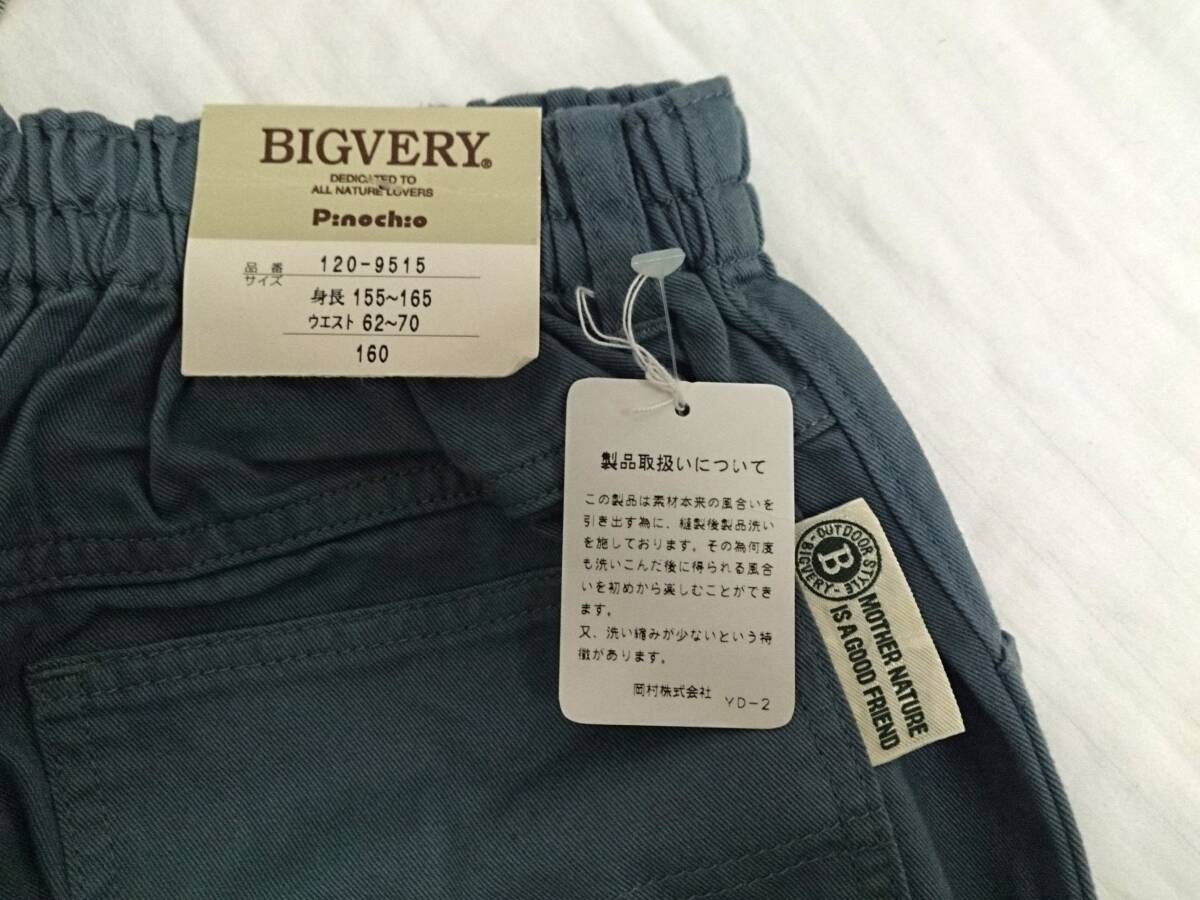 BIGVERY®
DEDICATED TO
ALL NATURE LOVERS
Pinochio
品番 120-9515
サイズ
身長 155~165
ウエスト 62~70
160
製品取扱いについて
この製品は素材本来の風合いを
引き出す為に、縫製後製品洗い
を施しております。その為何度
も洗いこんだ後に得られる風合
いを初めから楽しむことができ
ます。
又、洗い縮みが少ないという特
徴があります。
岡村株式会社 YD-2
OUTDOOR STYLE
B
BIGVERY
MOTHER NATURE
IS A GOOD FRIEND